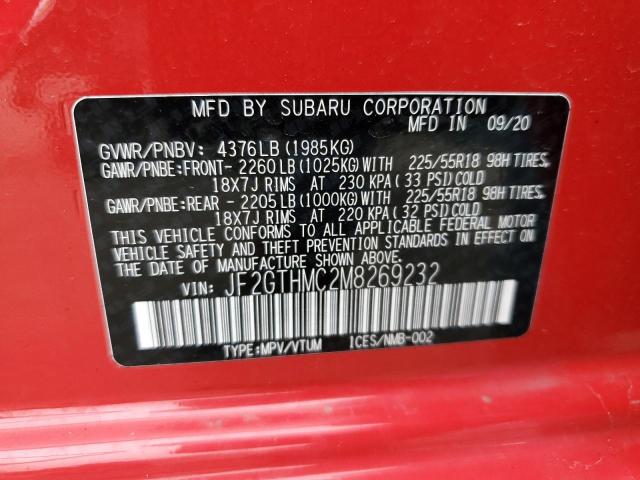 MFD BY SUBARU CORPORATION
MFD IN 09/20
GVWR/PNBV: 4376LB (1985KG)
GAWR/PNBE:FRONT- 2260LB (1025KG) WITH 225/55R18 98H TIRES,
18X7J RIMS AT 230 KPA (33 PSI) COLD
GAWR/PNBE:REAR - 2205LB (1000KG) WITH 225/55R18 98H TIRES,
18X7J RIMS AT 220 KPA (32 PSI) COLD
THIS VEHICLE CONFORMS TO ALL APPLICABLE FEDERAL MOTOR
VEHICLE SAFETY AND THEFT PREVENTION STANDARDS IN EFFECT ON
THE DATE OF MANUFACTURE SHOWN ABOVE.
VIN: JF2GTHMC2M8269232
TYPE:MPV/VTUM ICES/NMB-002